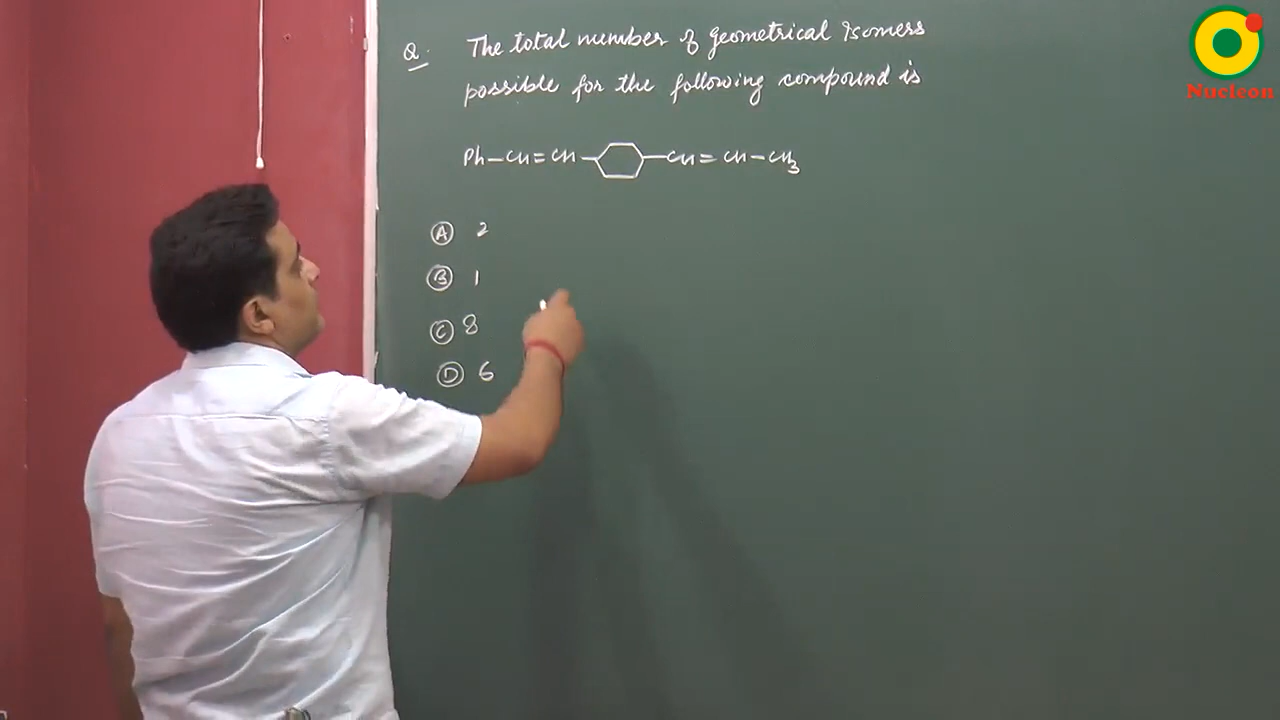 Q. The total number of geometrical Isomers
possible for the following compound is
Ph-CH=CH-⬡-CH=CH-CH₃
Ⓐ 2
Ⓑ 1
Ⓒ 8
Ⓓ 6
Nucleon